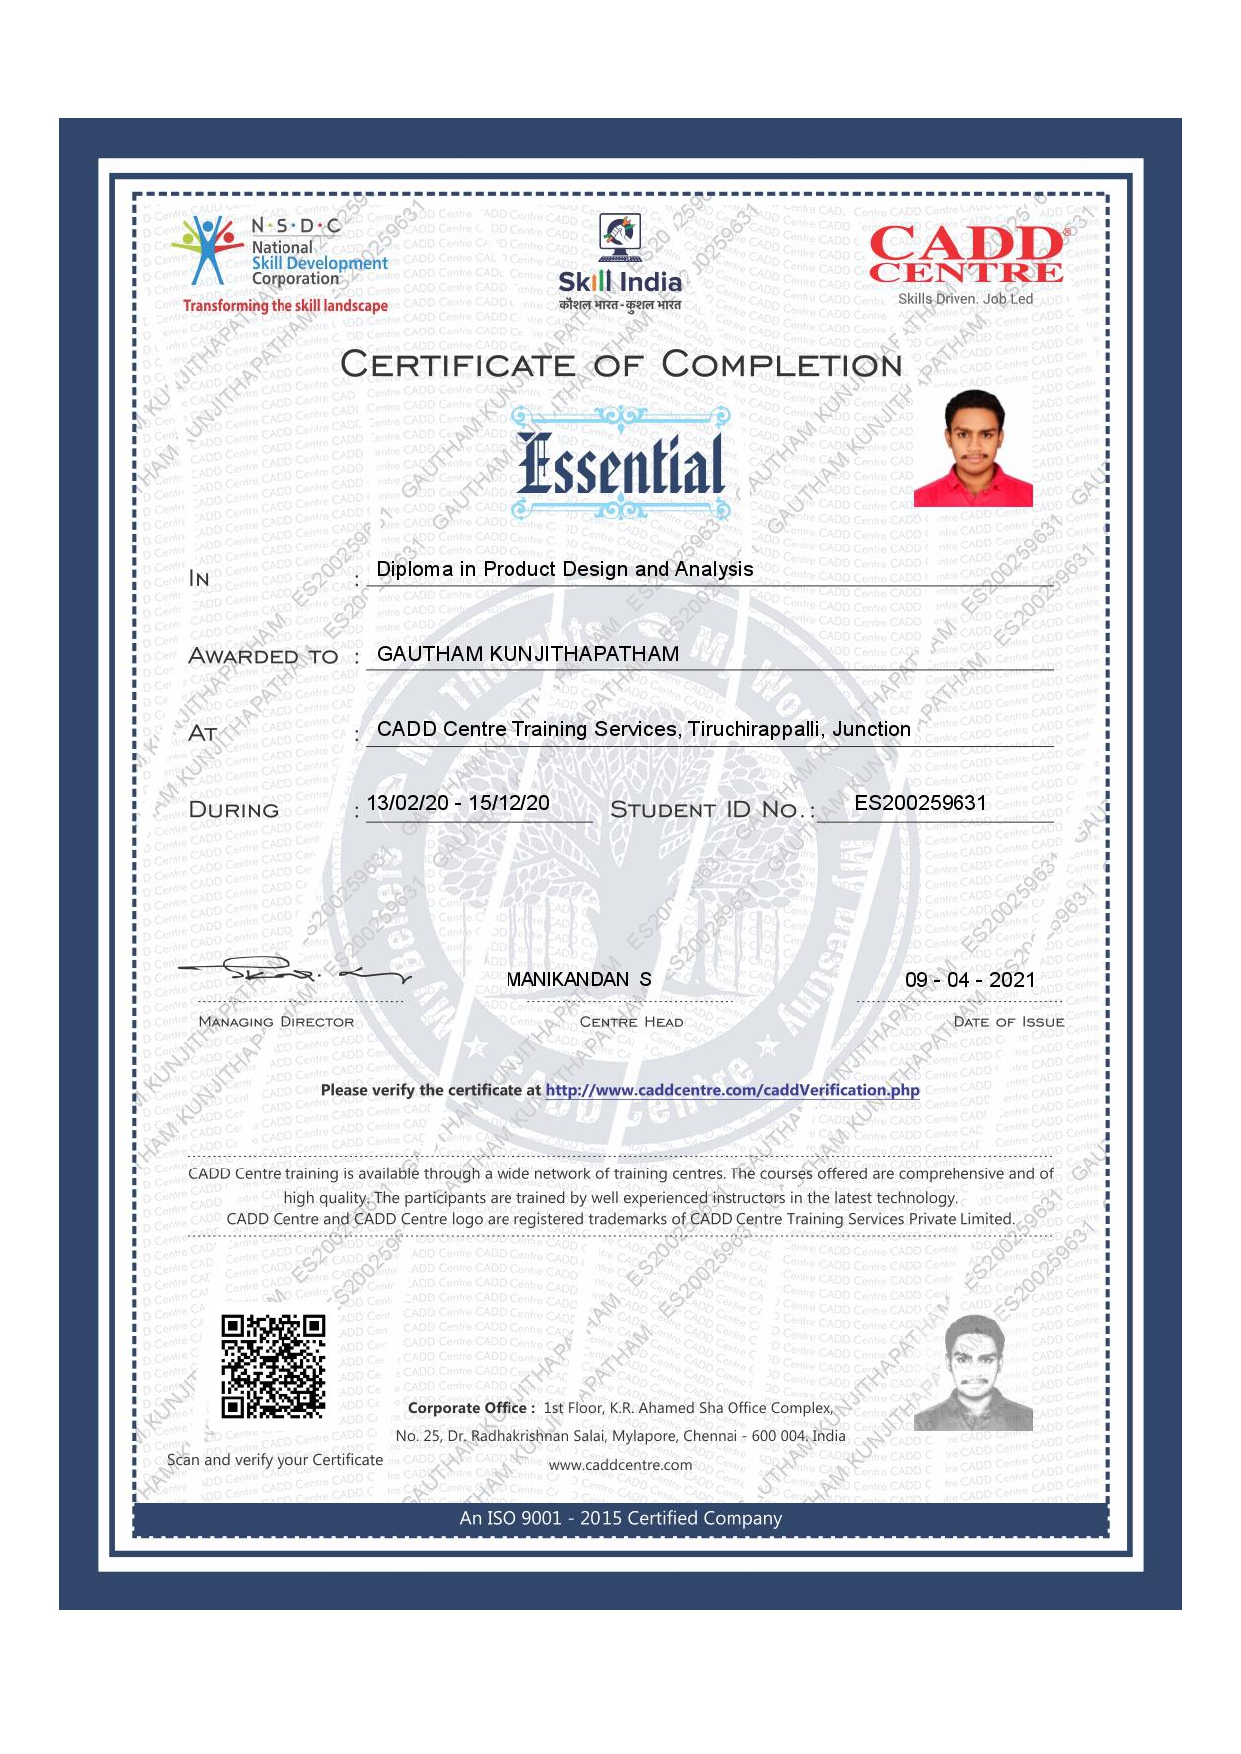 N·S·D·C
National
Skill Development
Corporation
Transforming the skill landscape
Skill India
कौशल भारत-कुशल भारत
CADD
CENTRE®
Skills Driven. Job Led
CERTIFICATE OF COMPLETION
Essential
IN : Diploma in Product Design and Analysis
AWARDED TO : GAUTHAM KUNJITHAPATHAM
AT : CADD Centre Training Services, Tiruchirappalli, Junction
DURING : 13/02/20 - 15/12/20 STUDENT ID NO.: ES200259631
MANIKANDAN S 09 - 04 - 2021
MANAGING DIRECTOR CENTRE HEAD DATE OF ISSUE
Please verify the certificate at http://www.caddcentre.com/caddVerification.php
CADD Centre training is available through a wide network of training centres. The courses offered are comprehensive and of
high quality. The participants are trained by well experienced instructors in the latest technology.
CADD Centre and CADD Centre logo are registered trademarks of CADD Centre Training Services Private Limited.
Corporate Office : 1st Floor, K.R. Ahamed Sha Office Complex,
No. 25, Dr. Radhakrishnan Salai, Mylapore, Chennai - 600 004. India
www.caddcentre.com
Scan and verify your Certificate
An ISO 9001 - 2015 Certified Company